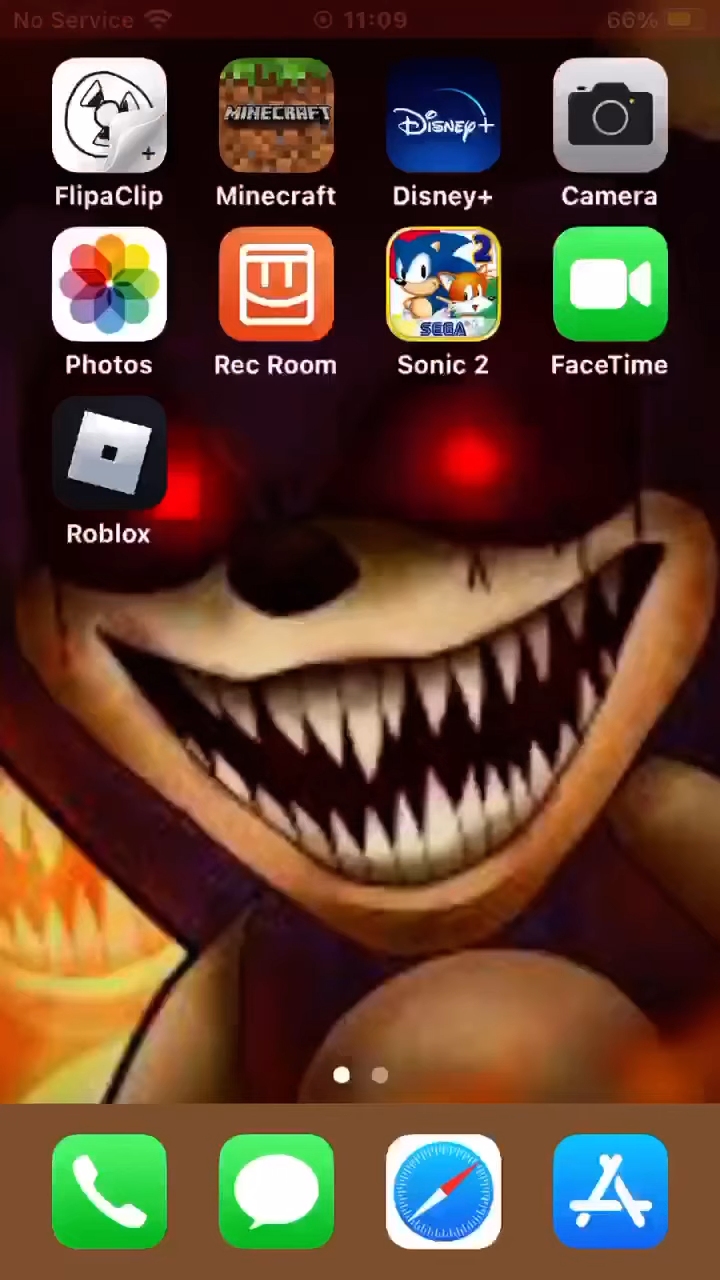 No Service 11:09 66%
MINECRAFT Disney+
FlipaClip Minecraft Disney+ Camera
2
SEGA
Photos Rec Room Sonic 2 FaceTime
Roblox